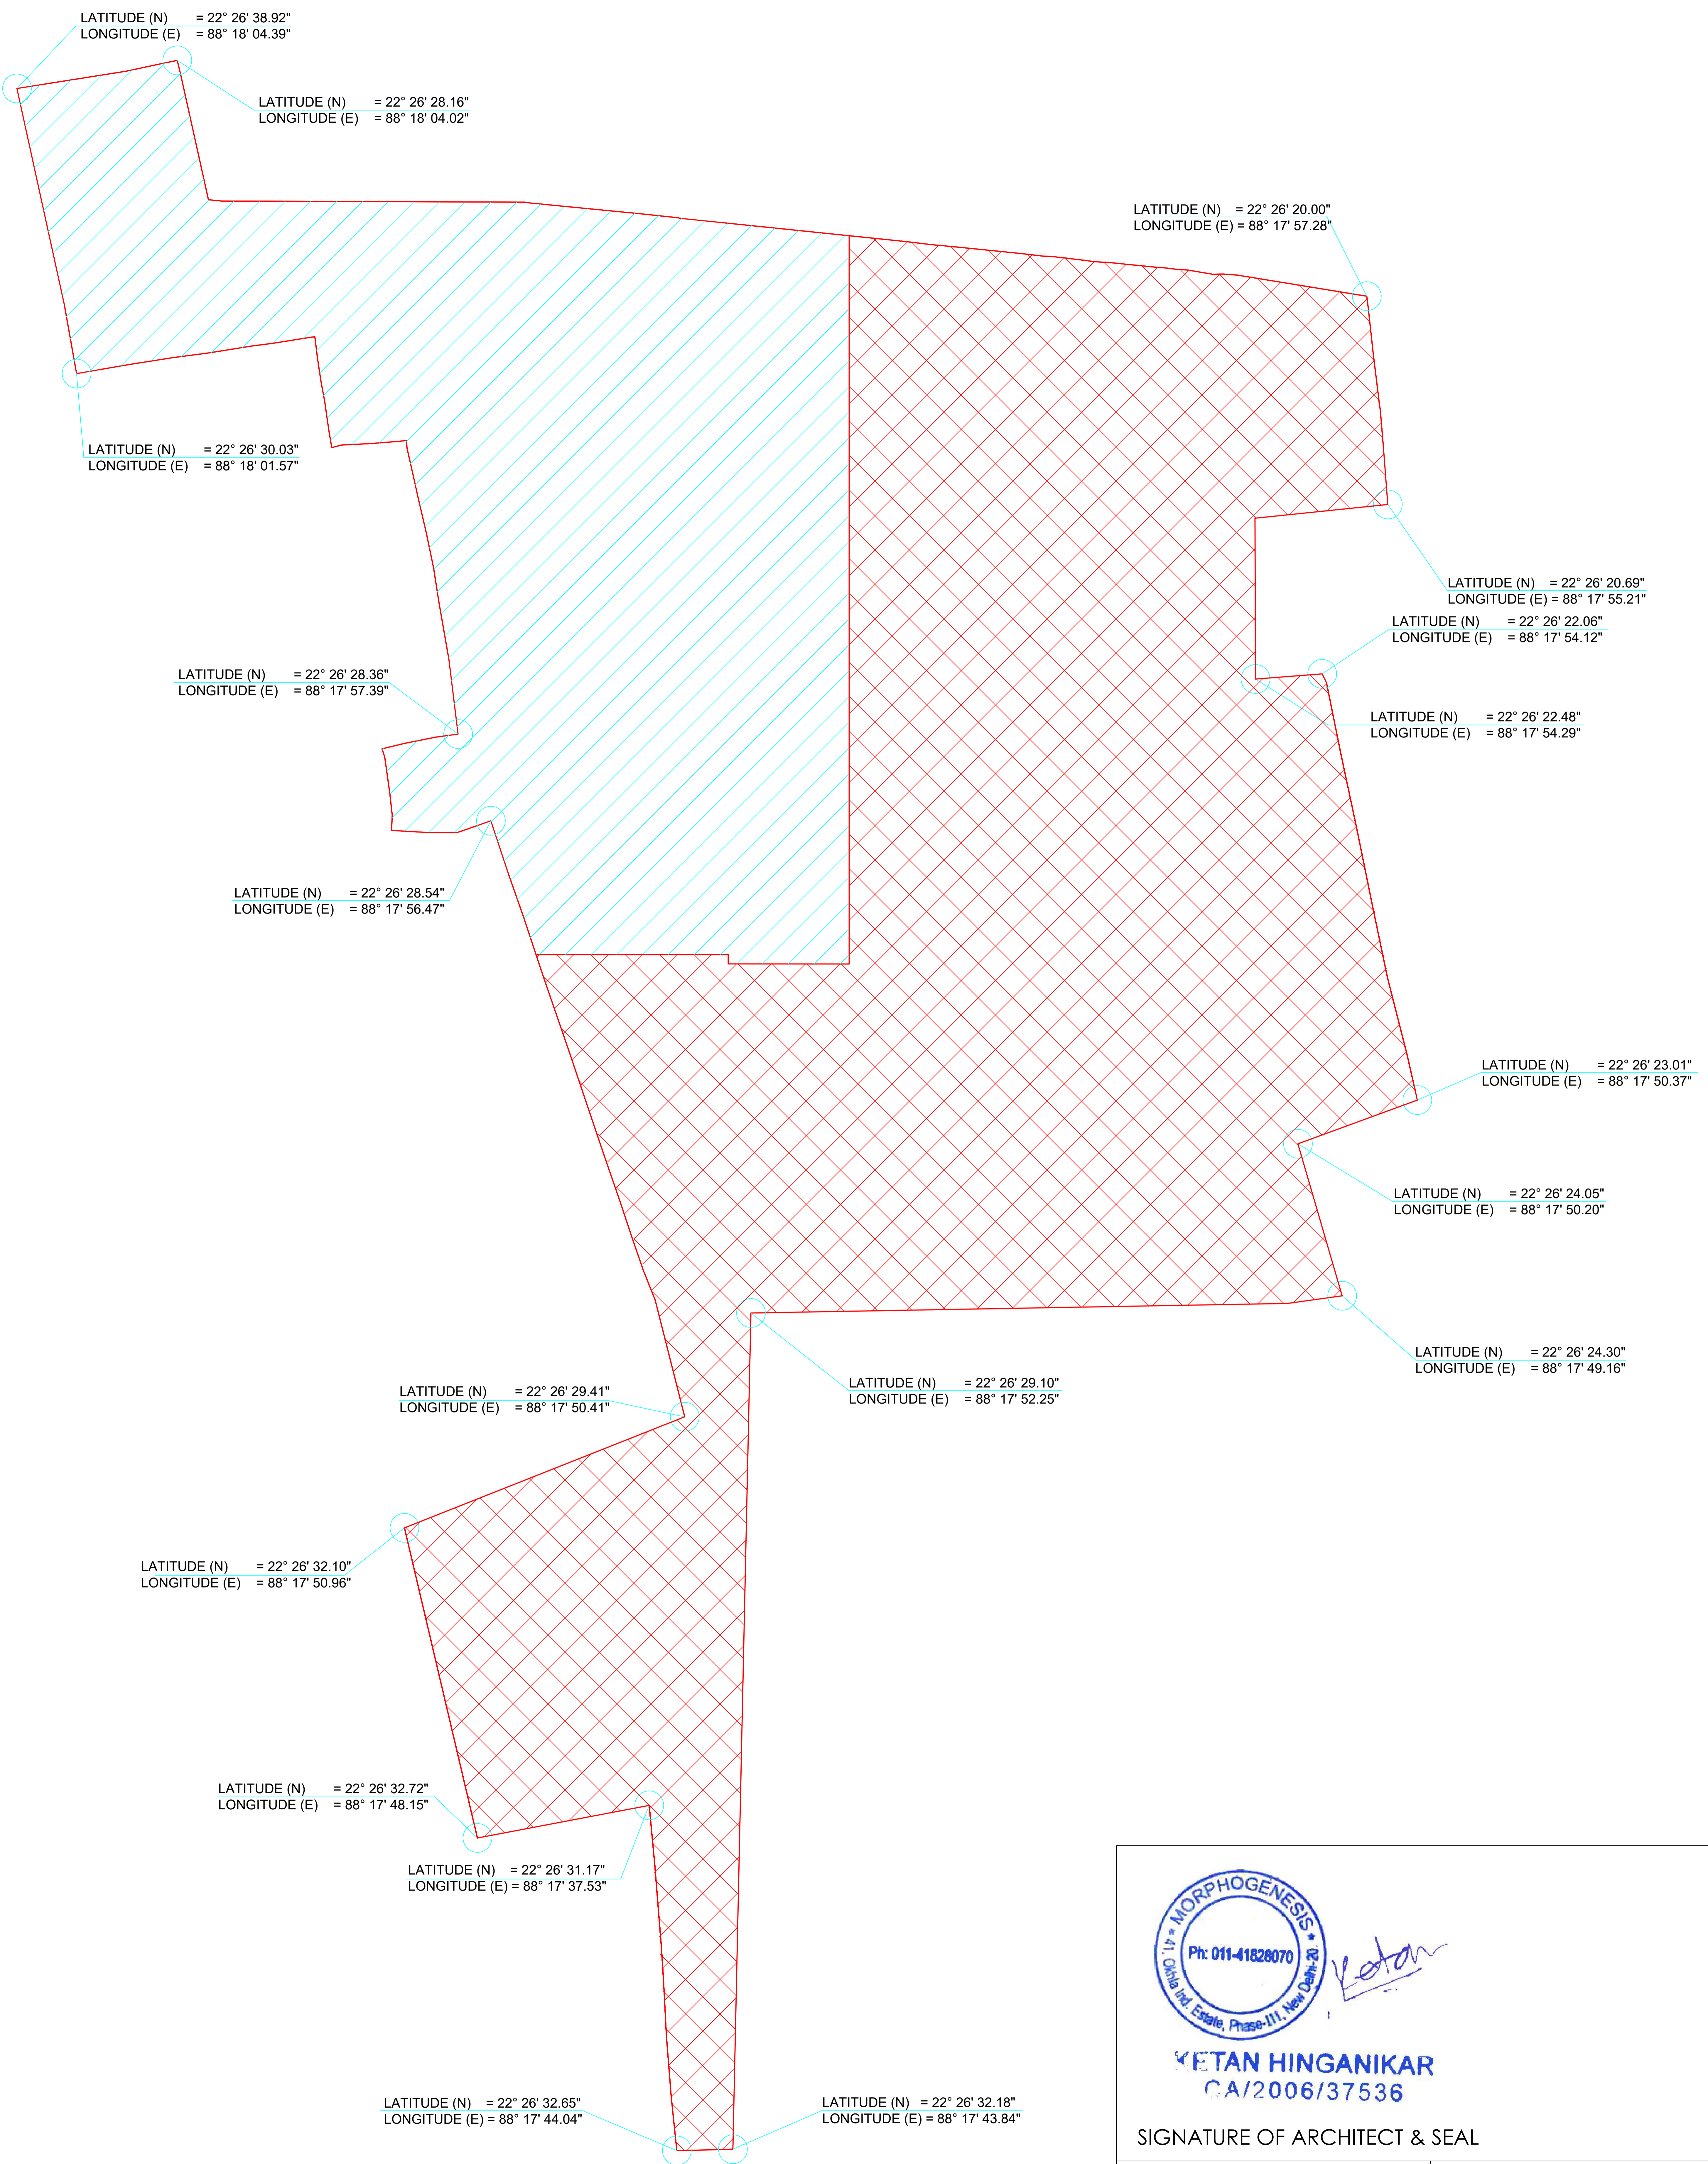 LATITUDE (N) = 22° 26' 38.92"
LONGITUDE (E) = 88° 18' 04.39"
LATITUDE (N) = 22° 26' 28.16"
LONGITUDE (E) = 88° 18' 04.02"
LATITUDE (N) = 22° 26' 20.00"
LONGITUDE (E) = 88° 17' 57.28"
LATITUDE (N) = 22° 26' 30.03"
LONGITUDE (E) = 88° 18' 01.57"
LATITUDE (N) = 22° 26' 20.69"
LONGITUDE (E) = 88° 17' 55.21"
LATITUDE (N) = 22° 26' 22.06"
LONGITUDE (E) = 88° 17' 54.12"
LATITUDE (N) = 22° 26' 28.36"
LONGITUDE (E) = 88° 17' 57.39"
LATITUDE (N) = 22° 26' 22.48"
LONGITUDE (E) = 88° 17' 54.29"
LATITUDE (N) = 22° 26' 28.54"
LONGITUDE (E) = 88° 17' 56.47"
LATITUDE (N) = 22° 26' 23.01"
LONGITUDE (E) = 88° 17' 50.37"
LATITUDE (N) = 22° 26' 24.05"
LONGITUDE (E) = 88° 17' 50.20"
LATITUDE (N) = 22° 26' 24.30"
LONGITUDE (E) = 88° 17' 49.16"
LATITUDE (N) = 22° 26' 29.10"
LONGITUDE (E) = 88° 17' 52.25"
LATITUDE (N) = 22° 26' 29.41"
LONGITUDE (E) = 88° 17' 50.41"
LATITUDE (N) = 22° 26' 32.10"
LONGITUDE (E) = 88° 17' 50.96"
LATITUDE (N) = 22° 26' 32.72"
LONGITUDE (E) = 88° 17' 48.15"
LATITUDE (N) = 22° 26' 31.17"
LONGITUDE (E) = 88° 17' 37.53"
LATITUDE (N) = 22° 26' 32.65"
LONGITUDE (E) = 88° 17' 44.04"
LATITUDE (N) = 22° 26' 32.18"
LONGITUDE (E) = 88° 17' 43.84"
* MORPHOGENESIS *
Ph: 011-41828070
41, Okhla Ind. Estate, Phase-III, New Delhi-20.
Ketan
KETAN HINGANIKAR
CA/2006/37536
SIGNATURE OF ARCHITECT & SEAL